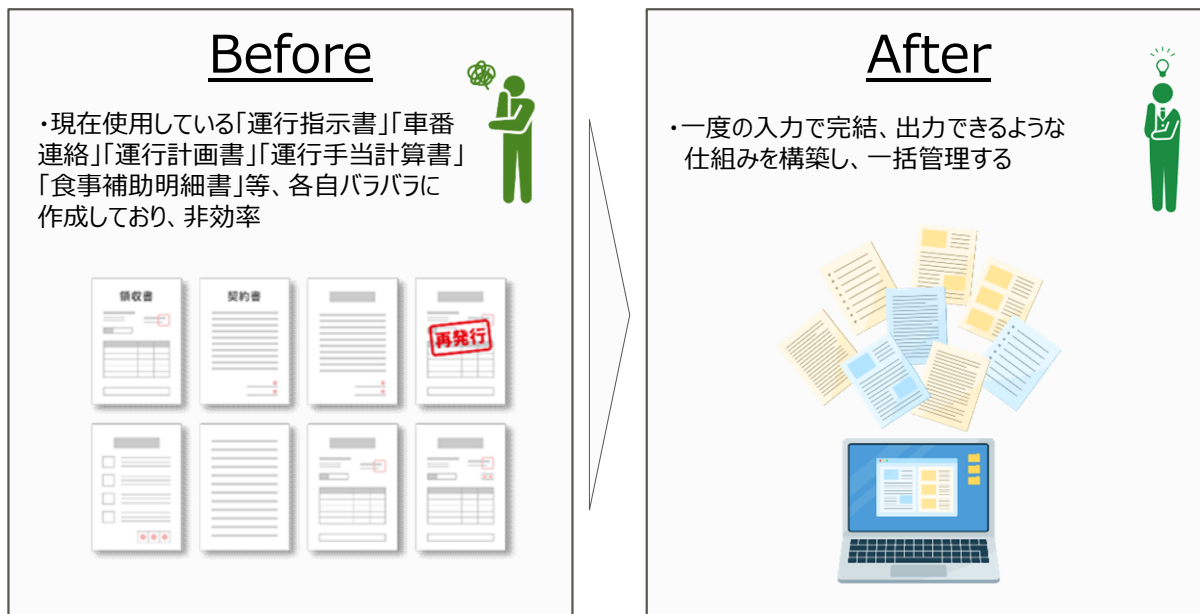 Before
・現在使用している「運行指示書」「車番
連絡」「運行計画書」「運行手当計算書」
「食事補助明細書」等、各自バラバラに
作成しており、非効率
領収書
契約書
再発行
After
・一度の入力で完結、出力できるような
仕組みを構築し、一括管理する